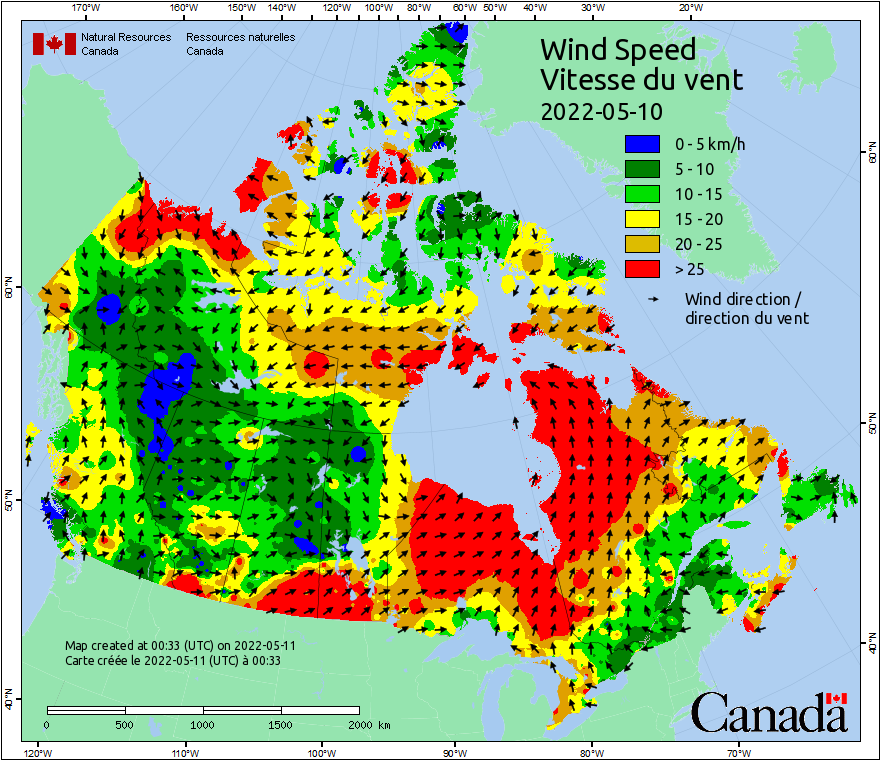 170°W 160°W 150°W 140°W 120°W 100°W 80°W 60°W 50°W 40°W 30°W 20°W
Natural Resources Canada
Ressources naturelles Canada
Wind Speed
Vitesse du vent
2022-05-10
0 - 5 km/h
5 - 10
10 - 15
15 - 20
20 - 25
> 25
Wind direction /
direction du vent
60°N
50°N
40°N
60°N
50°N
40°N
Map created at 00:33 (UTC) on 2022-05-11
Carte créée le 2022-05-11 (UTC) à 00:33
0 500 1000 1500 2000 km
Canada
120°W 110°W 100°W 90°W 80°W 70°W